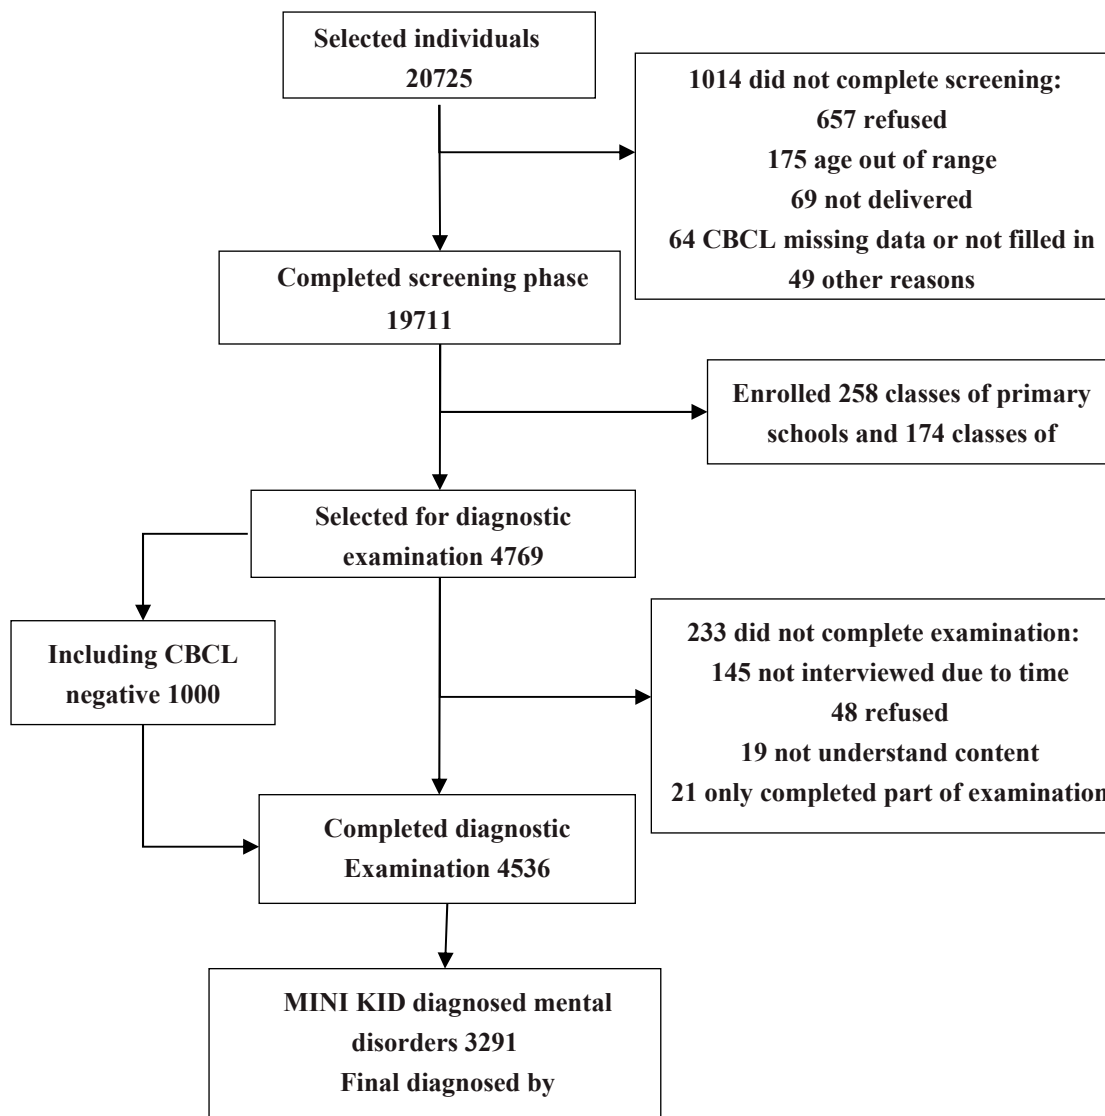 Selected individuals
20725
1014 did not complete screening:
657 refused
175 age out of range
69 not delivered
64 CBCL missing data or not filled in
49 other reasons
Completed screening phase
19711
Enrolled 258 classes of primary
schools and 174 classes of
Selected for diagnostic
examination 4769
Including CBCL
negative 1000
233 did not complete examination:
145 not interviewed due to time
48 refused
19 not understand content
21 only completed part of examination
Completed diagnostic
Examination 4536
MINI KID diagnosed mental
disorders 3291
Final diagnosed by